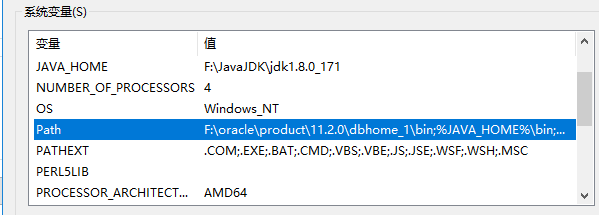 系统变量(S)
变量 值
JAVA_HOME F:\JavaJDK\jdk1.8.0_171
NUMBER_OF_PROCESSORS 4
OS Windows_NT
Path F:\oracle\product\11.2.0\dbhome_1\bin;%JAVA_HOME%\bin;...
PATHEXT .COM;.EXE;.BAT;.CMD;.VBS;.VBE;.JS;.JSE;.WSF;.WSH;.MSC
PERL5LIB
PROCESSOR_ARCHITECT... AMD64